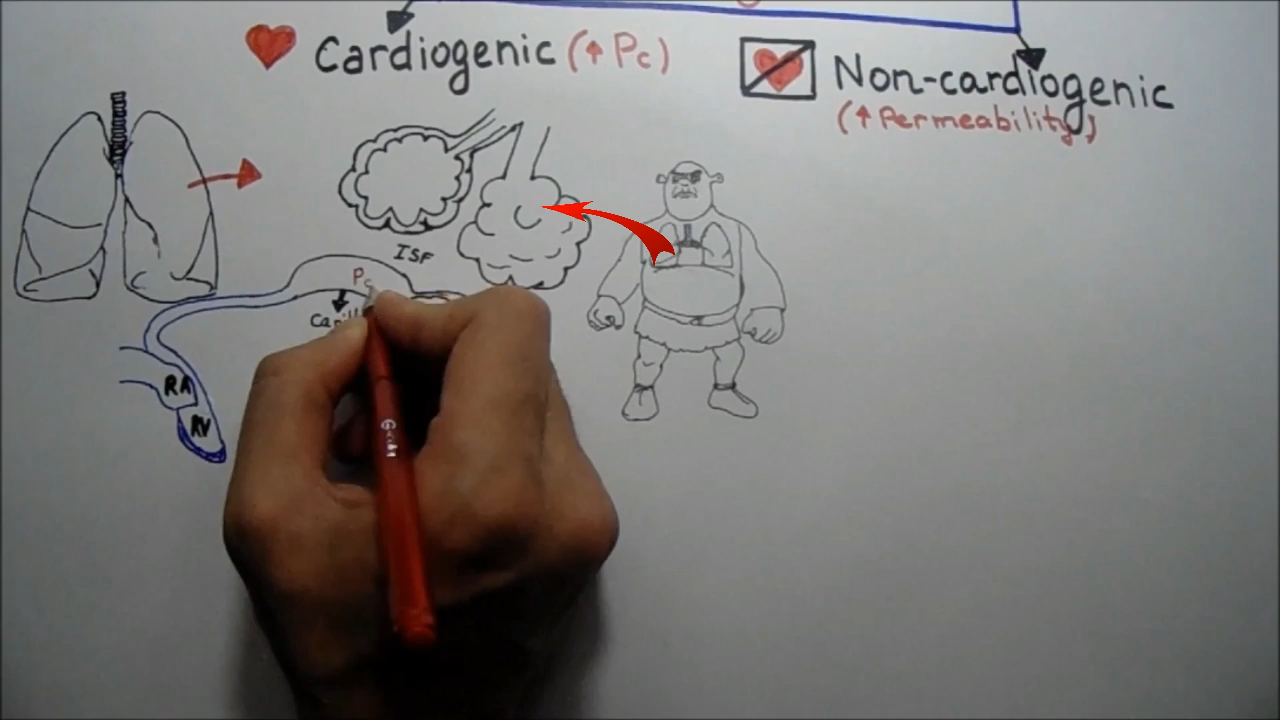 Cardiogenic (↑ Pc)
Non-cardiogenic
(↑ Permeability)
ISF
Pc
RA
RV